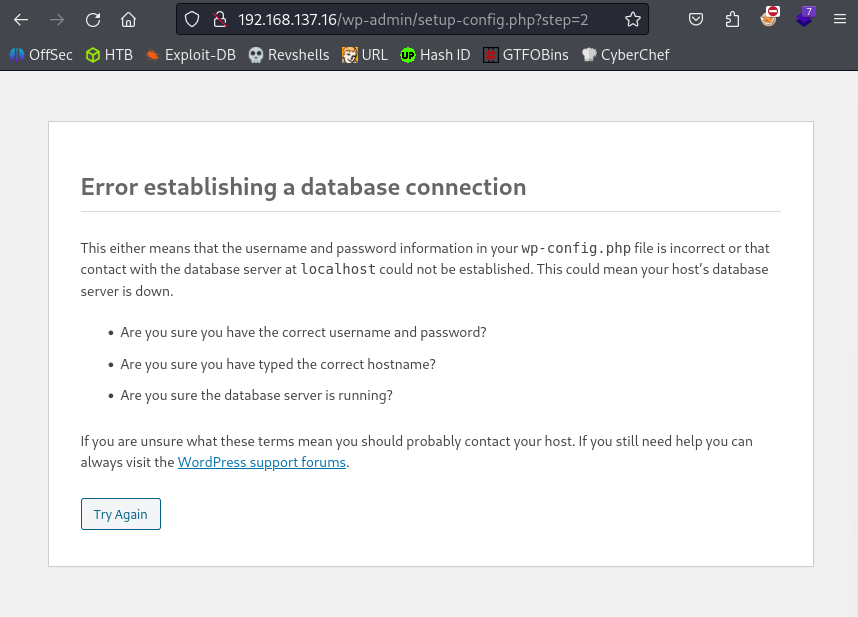 192.168.137.16/wp-admin/setup-config.php?step=2
7
OffSec HTB Exploit-DB Revshells URL Hash ID GTFOBins CyberChef
Error establishing a database connection
This either means that the username and password information in your wp-config.php file is incorrect or that
contact with the database server at localhost could not be established. This could mean your host’s database
server is down.
• Are you sure you have the correct username and password?
• Are you sure you have typed the correct hostname?
• Are you sure the database server is running?
If you are unsure what these terms mean you should probably contact your host. If you still need help you can
always visit the WordPress support forums.
Try Again